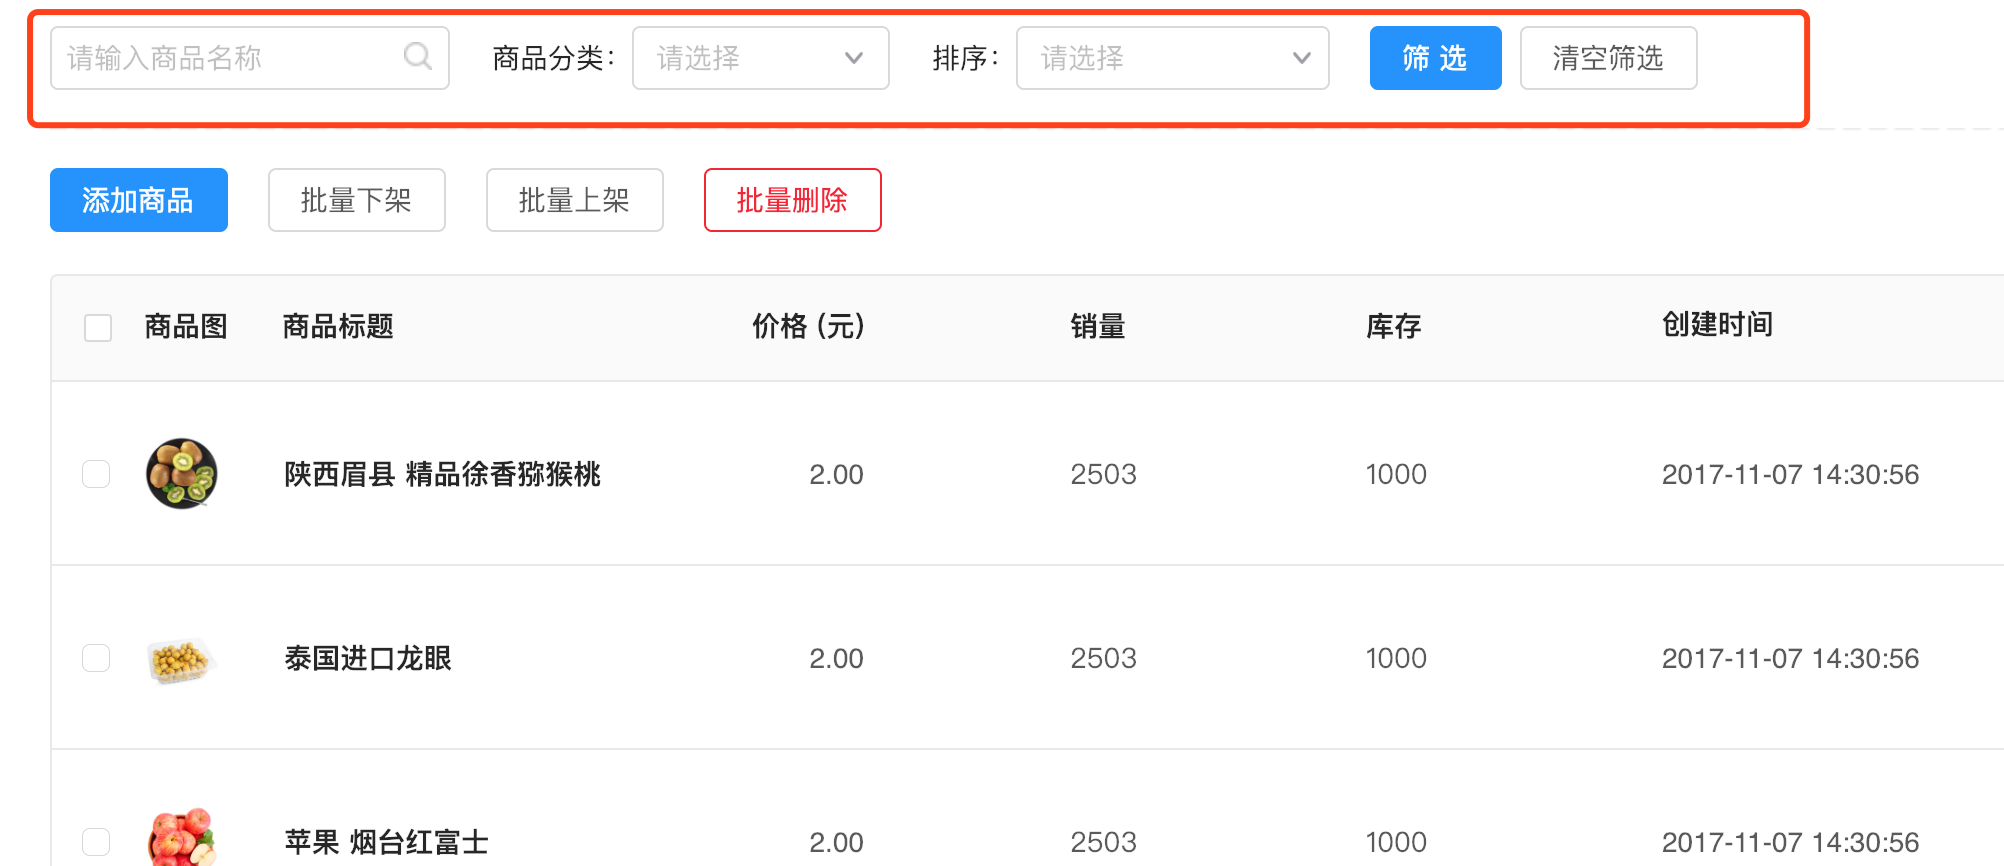 请输入商品名称 商品分类： 请选择 排序： 请选择 筛 选 清空筛选
添加商品 批量下架 批量上架 批量删除
商品图 商品标题 价格 (元) 销量 库存 创建时间
陕西眉县 精品徐香猕猴桃 2.00 2503 1000 2017-11-07 14:30:56
泰国进口龙眼 2.00 2503 1000 2017-11-07 14:30:56
苹果 烟台红富士 2.00 2503 1000 2017-11-07 14:30:56